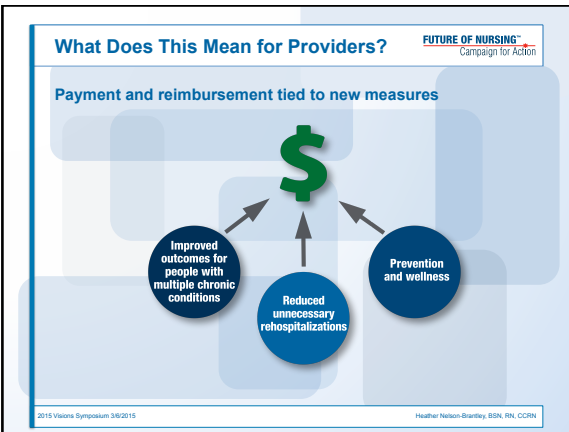 What Does This Mean for Providers?
FUTURE OF NURSING™
Campaign for Action
Payment and reimbursement tied to new measures
$
Improved
outcomes for
people with
multiple chronic
conditions
Reduced
unnecessary
rehospitalizations
Prevention
and wellness
2015 Visions Symposium 3/6/2015
Heather Nelson-Brantley, BSN, RN, CCRN